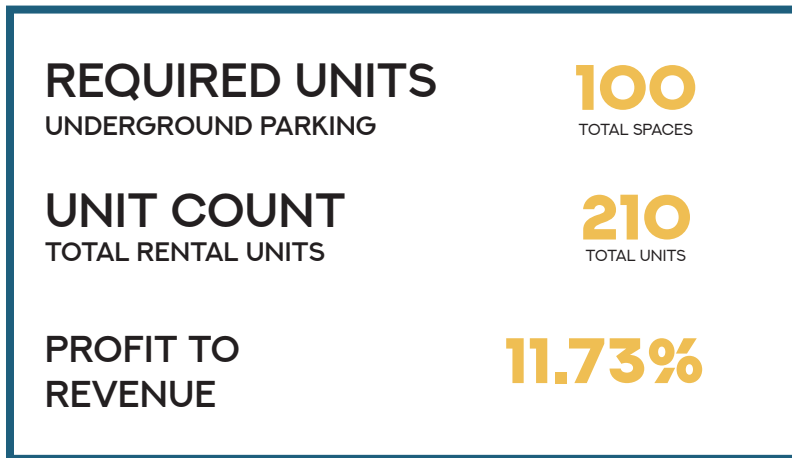 REQUIRED UNITS
UNDERGROUND PARKING
100
TOTAL SPACES
UNIT COUNT
TOTAL RENTAL UNITS
210
TOTAL UNITS
PROFIT TO
REVENUE
11.73%